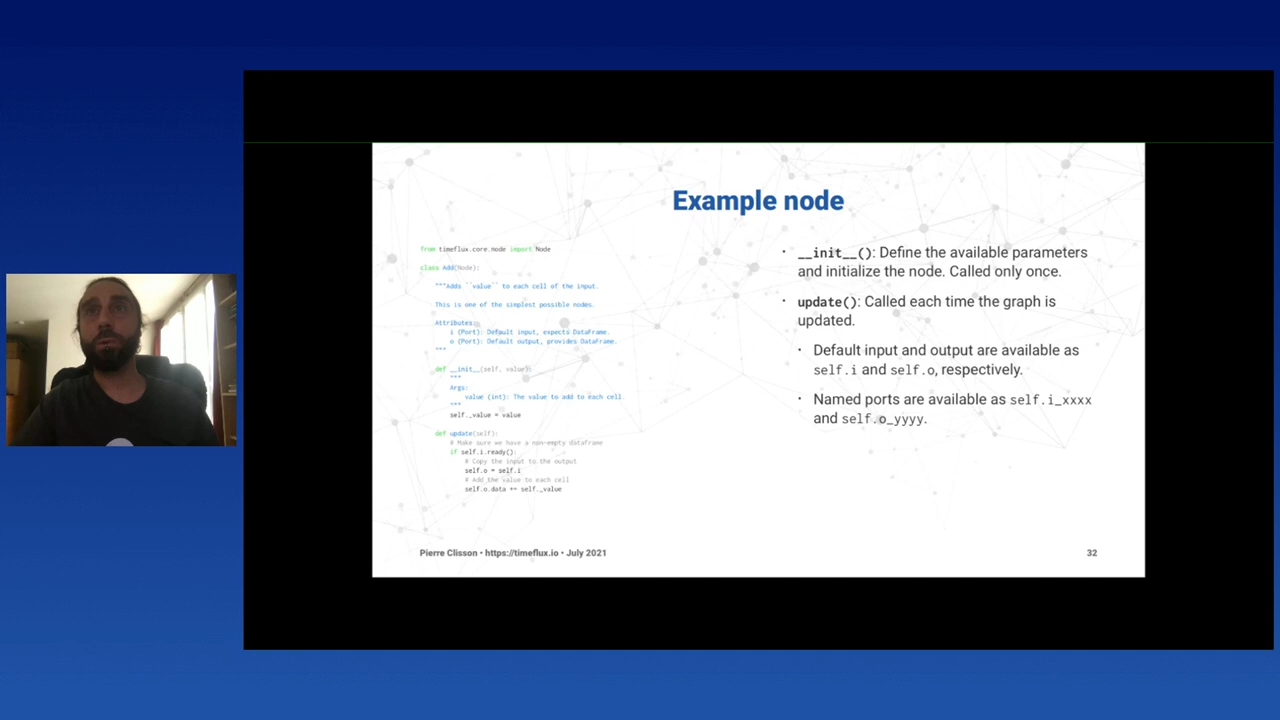 Example node
from timeflux.core.node import Node
class Add(Node):
"""Adds ``value`` to each cell of the input.
This is one of the simplest possible nodes.
Attributes:
i (Port): Default input, expects DataFrame.
o (Port): Default output, provides DataFrame.
"""
def __init__(self, value):
"""
Args:
value (int): The value to add to each cell.
"""
self._value = value
def update(self):
# Make sure we have a non-empty dataframe
if self.i.ready():
# Copy the input to the output
self.o = self.i
# Add the value to each cell
self.o.data += self._value
· __init__(): Define the available parameters
and initialize the node. Called only once.
· update(): Called each time the graph is
updated.
· Default input and output are available as
self.i and self.o, respectively.
· Named ports are available as self.i_xxxx
and self.o_yyyy.
Pierre Clisson • https://timeflux.io • July 2021
32